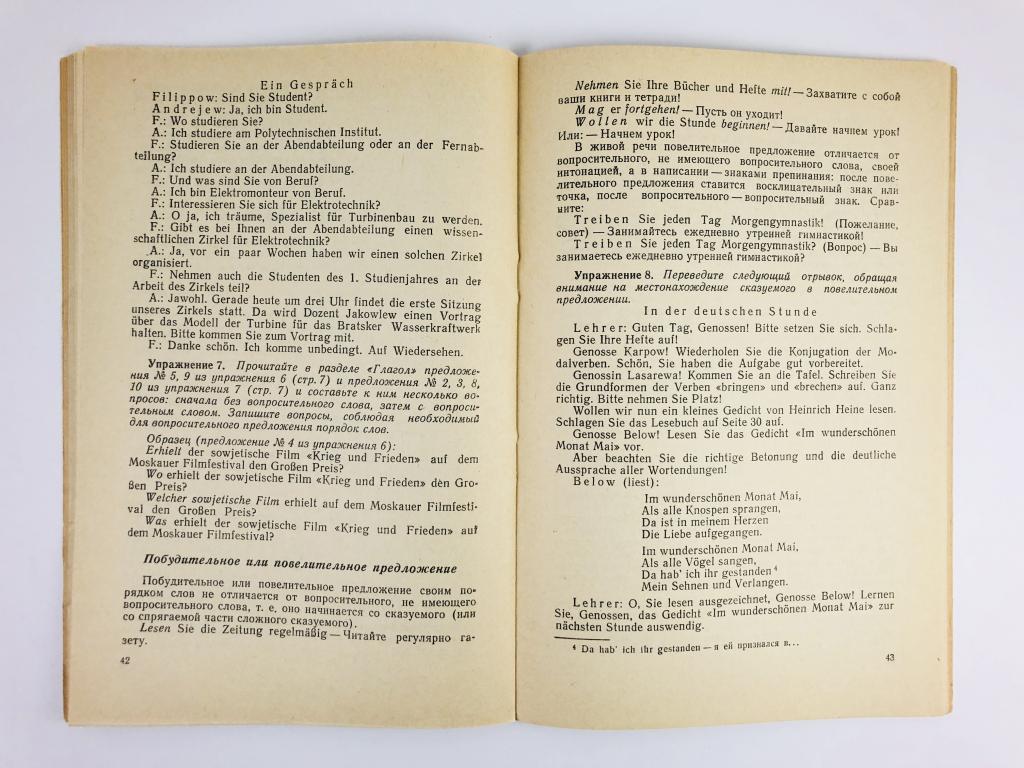 Ein Gespräch
Filippow: Sind Sie Student?
Andrejew: Ja, ich bin Student.
F.: Wo studieren Sie?
A.: Ich studiere am Polytechnischen Institut.
F.: Studieren Sie an der Abendabteilung oder an der Fernab-
teilung?
A.: Ich studiere an der Abendabteilung.
F.: Und was sind Sie von Beruf?
A.: Ich bin Elektromonteur von Beruf.
F.: Interessieren Sie sich für Elektrotechnik?
A.: O ja, ich träume, Spezialist für Turbinenbau zu werden.
F.: Gibt es bei Ihnen an der Abendabteilung einen wissen-
schaftlichen Zirkel für Elektrotechnik?
A.: Ja, vor ein paar Wochen haben wir einen solchen Zirkel
organisiert.
F.: Nehmen auch die Studenten des 1. Studienjahres an der
Arbeit des Zirkels teil?
A.: Jawohl. Gerade heute um drei Uhr findet die erste Sitzung
unseres Zirkels statt. Da wird Dozent Jakowlew einen Vortrag
über das Modell der Turbine für das Bratsker Wasserkraftwerk
halten. Bitte kommen Sie zum Vortrag mit.
F.: Danke schön. Ich komme unbedingt. Auf Wiedersehen.
Упражнение 7. Прочитайте в разделе «Глагол» предложе-
ния № 5, 9 из упражнения 6 (стр. 7) и предложения № 2, 3, 8,
10 из упражнения 7 (стр. 7) и составьте к ним несколько во-
просов: сначала без вопросительного слова, затем с вопроси-
тельным словом. Запишите вопросы, соблюдая необходимый
для вопросительного предложения порядок слов.
Образец (предложение № 4 из упражнения 6):
Erhielt der sowjetische Film «Krieg und Frieden» auf dem
Moskauer Filmfestival den Großen Preis?
Wo erhielt der sowjetische Film «Krieg und Frieden» den Gro-
ßen Preis?
Welcher sowjetische Film erhielt auf dem Moskauer Filmfesti-
val den Großen Preis?
Was erhielt der sowjetische Film «Krieg und Frieden» auf
dem Moskauer Filmfestival?
Побудительное или повелительное предложение
Побудительное или повелительное предложение своим по-
рядком слов не отличается от вопросительного, не имеющего
вопросительного слова, т. е. оно начинается со сказуемого (или
со спрягаемой части сложного сказуемого).
Lesen Sie die Zeitung regelmäßig — Читайте регулярно га-
зету.
42
Nehmen Sie Ihre Bücher und Hefte mit! — Захватите с собой
ваши книги и тетради!
Mag er fortgehen! — Пусть он уходит!
Wollen wir die Stunde beginnen! — Давайте начнем урок!
Или: — Начнем урок!
В живой речи повелительное предложение отличается от
вопросительного, не имеющего вопросительного слова, своей
интонацией, а в написании — знаками препинания: после пове-
лительного предложения ставится восклицательный знак или
точка, после вопросительного — вопросительный знак. Срав-
ните:
Treiben Sie jeden Tag Morgengymnastik! (Пожелание,
совет) — Занимайтесь ежедневно утренней гимнастикой!
Treiben Sie jeden Tag Morgengymnastik? (Вопрос) — Вы
занимаетесь ежедневно утренней гимнастикой?
Упражнение 8. Переведите следующий отрывок, обращая
внимание на местонахождение сказуемого в повелительном
предложении.
In der deutschen Stunde
Lehrer: Guten Tag, Genossen! Bitte setzen Sie sich. Schla-
gen Sie Ihre Hefte auf!
Genosse Karpow! Wiederholen Sie die Konjugation der Mo-
dalverben. Schön, Sie haben die Aufgabe gut vorbereitet.
Genossin Lasarewa! Kommen Sie an die Tafel. Schreiben Sie
die Grundformen der Verben «bringen» und «brechen» auf. Ganz
richtig. Bitte nehmen Sie Platz!
Wollen wir nun ein kleines Gedicht von Heinrich Heine lesen.
Schlagen Sie das Lesebuch auf Seite 30 auf.
Genosse Below! Lesen Sie das Gedicht «Im wunderschönen
Monat Mai» vor.
Aber beachten Sie die richtige Betonung und die deutliche
Aussprache aller Wortendungen!
Below (liest):
Im wunderschönen Monat Mai,
Als alle Knospen sprangen,
Da ist in meinem Herzen
Die Liebe aufgegangen.
Im wunderschönen Monat Mai,
Als alle Vögel sangen,
Da hab' ich ihr gestanden ⁴
Mein Sehnen und Verlangen.
Lehrer: O, Sie lesen ausgezeichnet, Genosse Below! Lernen
Sie, Genossen, das Gedicht «Im wunderschönen Monat Mai» zur
nächsten Stunde auswendig.
⁴ Da hab' ich ihr gestanden — я ей признался в...
43